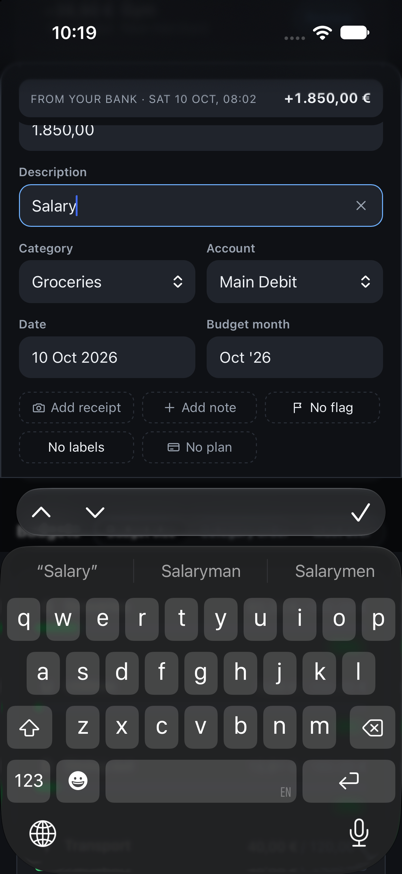 10:19
FROM YOUR BANK · SAT 10 OCT, 08:02 +1.850,00 €
1.850,00
Description
Salary
Category Account
Groceries Main Debit
Date Budget month
10 Oct 2026 Oct '26
Add receipt Add note No flag
No labels No plan
“Salary” Salaryman Salarymen
q w e r t y u i o p
a s d f g h j k l
z x c v b n m
123 EN